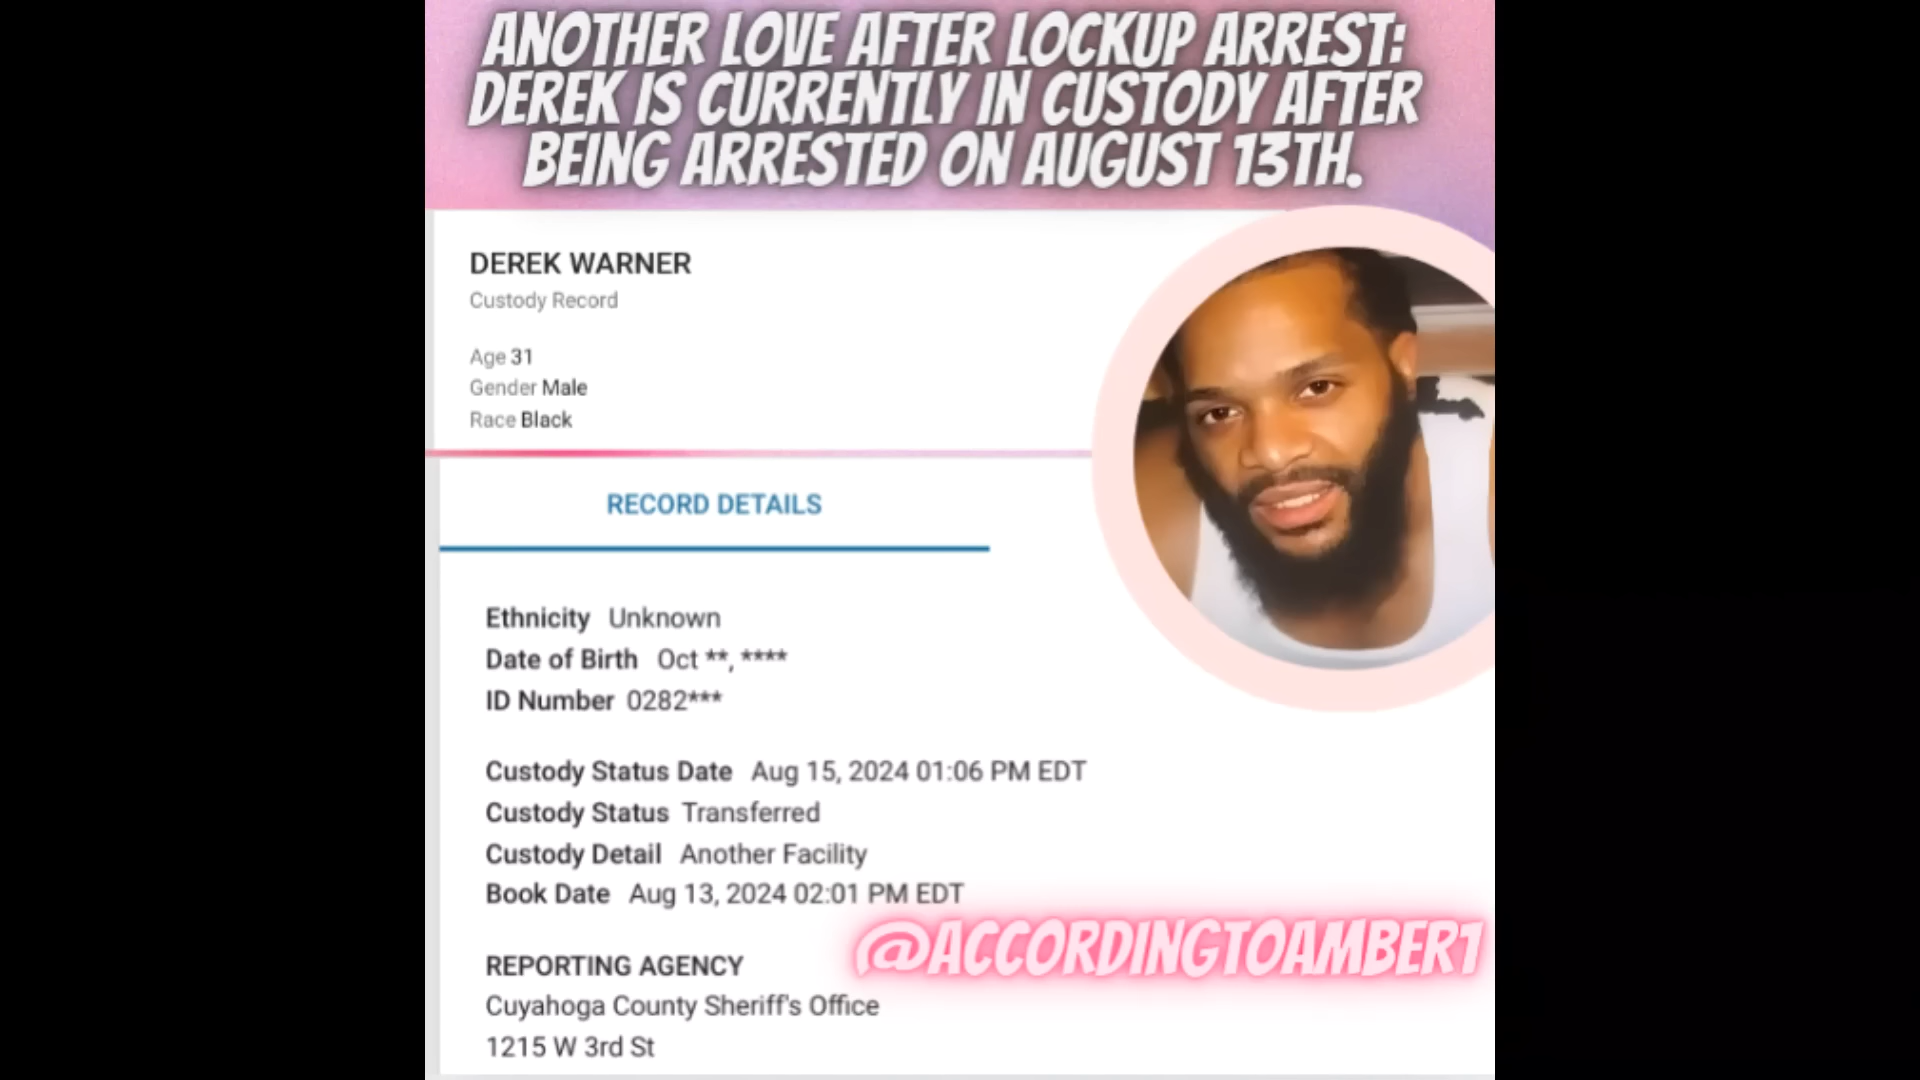 ANOTHER LOVE AFTER LOCKUP ARREST:
DEREK IS CURRENTLY IN CUSTODY AFTER
BEING ARRESTED ON AUGUST 13TH.
DEREK WARNER
Custody Record
Age 31
Gender Male
Race Black
RECORD DETAILS
Ethnicity Unknown
Date of Birth Oct **, ****
ID Number 0282***
Custody Status Date Aug 15, 2024 01:06 PM EDT
Custody Status Transferred
Custody Detail Another Facility
Book Date Aug 13, 2024 02:01 PM EDT
@ACCORDINGTOAMBER1
REPORTING AGENCY
Cuyahoga County Sheriff's Office
1215 W 3rd St